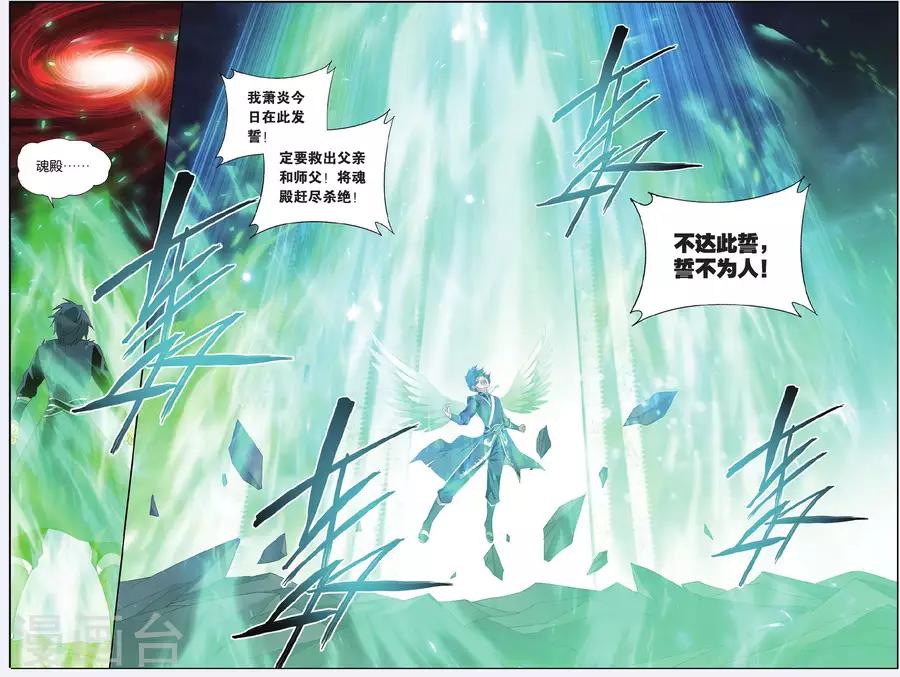 魂殿……
我萧炎今
日在此发
誓！
定要救出父亲
和师父！将魂
殿赶尽杀绝！
不达此誓，
誓不为人！
轰
轰
轰
轰
漫画台